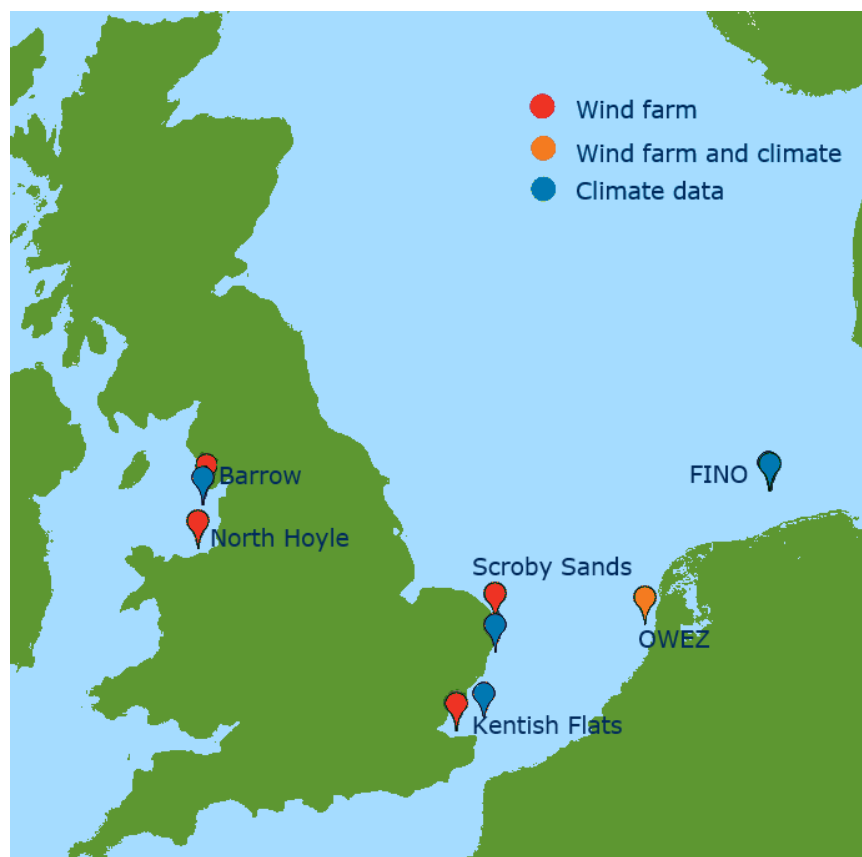 Wind farm
Wind farm and climate
Climate data
Barrow
FINO
North Hoyle
Scroby Sands
OWEZ
Kentish Flats